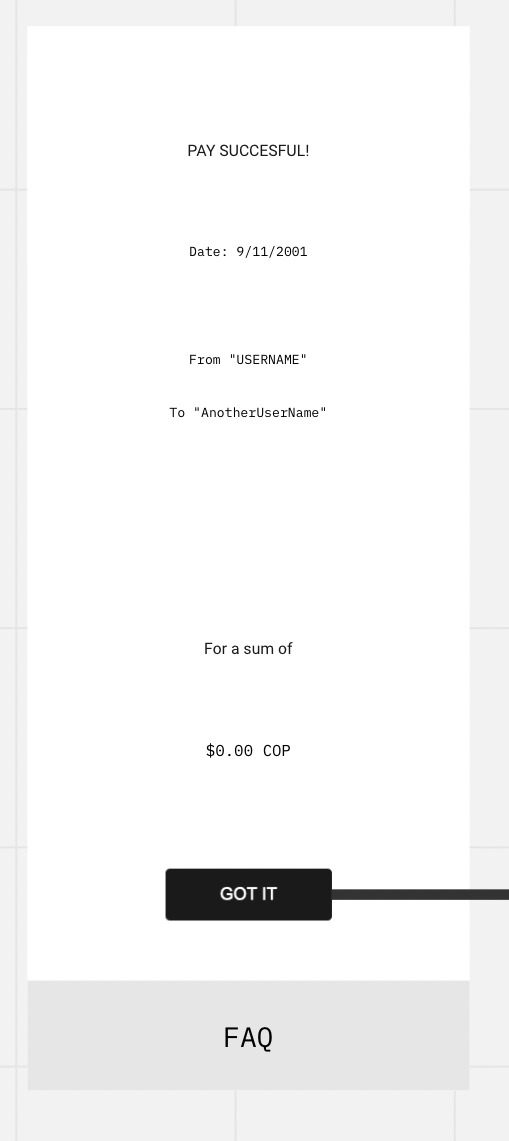 PAY SUCCESFUL!
Date: 9/11/2001
From "USERNAME"
To "AnotherUserName"
For a sum of
$0.00 COP
GOT IT
FAQ